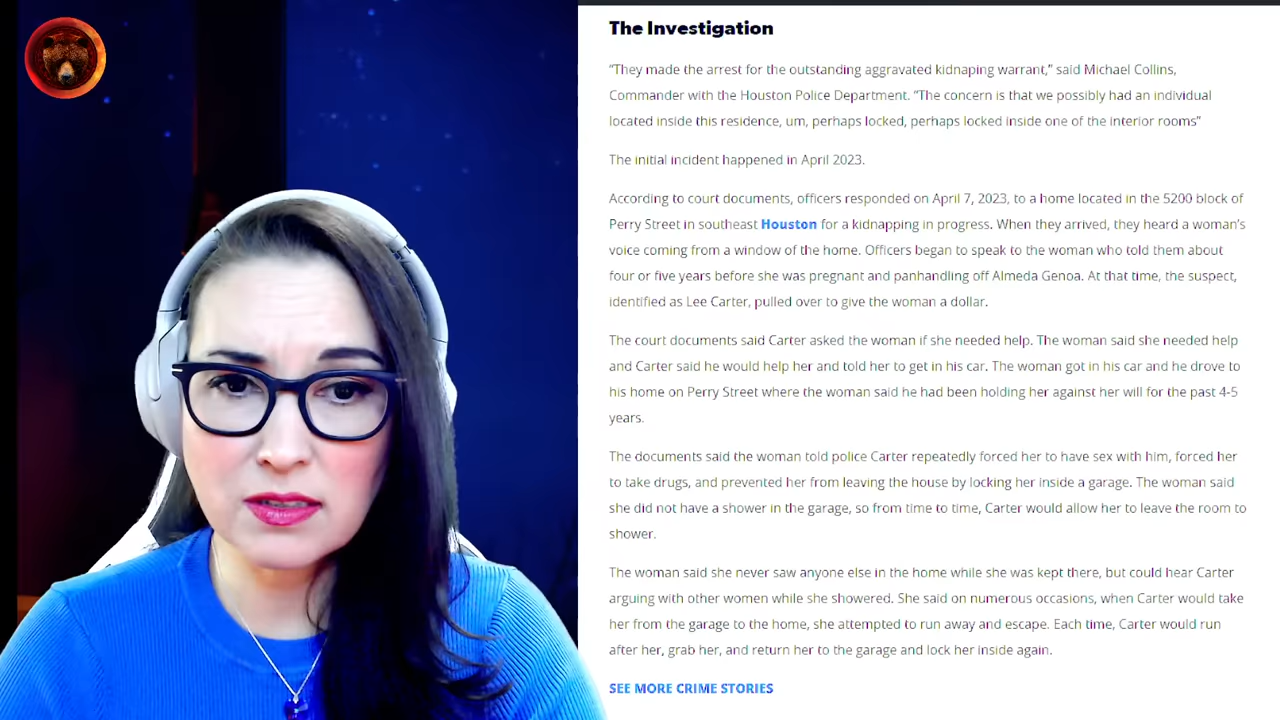 The Investigation
“They made the arrest for the outstanding aggravated kidnaping warrant,” said Michael Collins,
Commander with the Houston Police Department. “The concern is that we possibly had an individual
located inside this residence, um, perhaps locked, perhaps locked inside one of the interior rooms”
The initial incident happened in April 2023.
According to court documents, officers responded on April 7, 2023, to a home located in the 5200 block of
Perry Street in southeast Houston for a kidnapping in progress. When they arrived, they heard a woman’s
voice coming from a window of the home. Officers began to speak to the woman who told them about
four or five years before she was pregnant and panhandling off Almeda Genoa. At that time, the suspect,
identified as Lee Carter, pulled over to give the woman a dollar.
The court documents said Carter asked the woman if she needed help. The woman said she needed help
and Carter said he would help her and told her to get in his car. The woman got in his car and he drove to
his home on Perry Street where the woman said he had been holding her against her will for the past 4-5
years.
The documents said the woman told police Carter repeatedly forced her to have sex with him, forced her
to take drugs, and prevented her from leaving the house by locking her inside a garage. The woman said
she did not have a shower in the garage, so from time to time, Carter would allow her to leave the room to
shower.
The woman said she never saw anyone else in the home while she was kept there, but could hear Carter
arguing with other women while she showered. She said on numerous occasions, when Carter would take
her from the garage to the home, she attempted to run away and escape. Each time, Carter would run
after her, grab her, and return her to the garage and lock her inside again.
SEE MORE CRIME STORIES